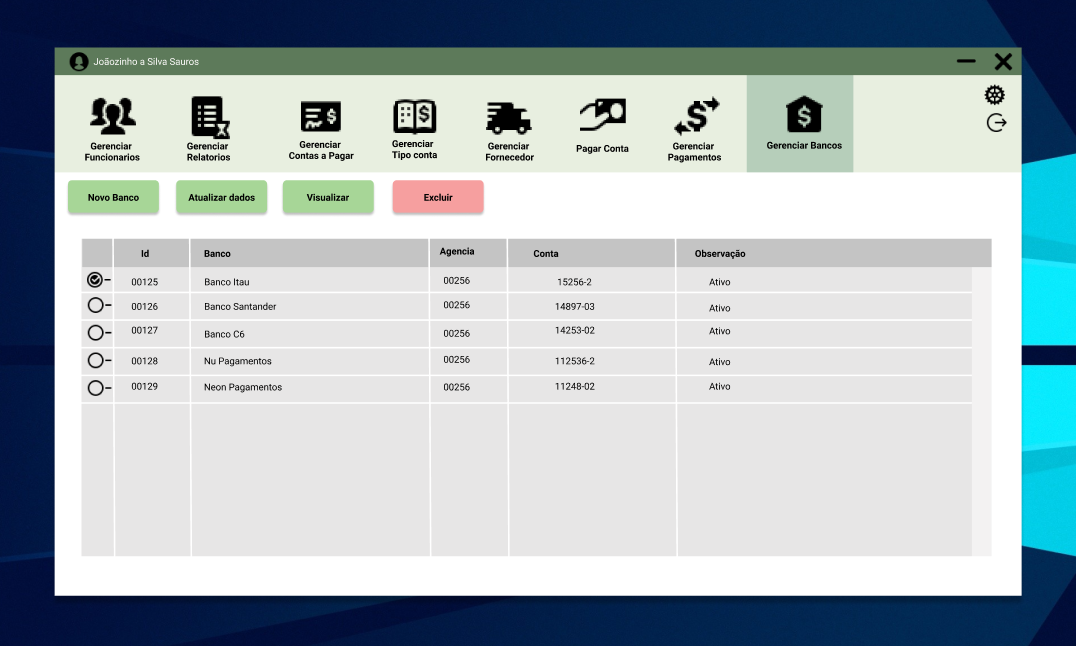 Joãozinho a Silva Sauros
Gerenciar
Funcionarios
Gerenciar
Relatorios
Gerenciar
Contas a Pagar
Gerenciar
Tipo conta
Gerenciar
Fornecedor
Pagar Conta
Gerenciar
Pagamentos
Gerenciar Bancos
Novo Banco
Atualizar dados
Visualizar
Excluir
Id Banco Agencia Conta Observação
00125 Banco Itau 00256 15256-2 Ativo
00126 Banco Santander 00256 14897-03 Ativo
00127 Banco C6 00256 14253-02 Ativo
00128 Nu Pagamentos 00256 112536-2 Ativo
00129 Neon Pagamentos 00256 11248-02 Ativo